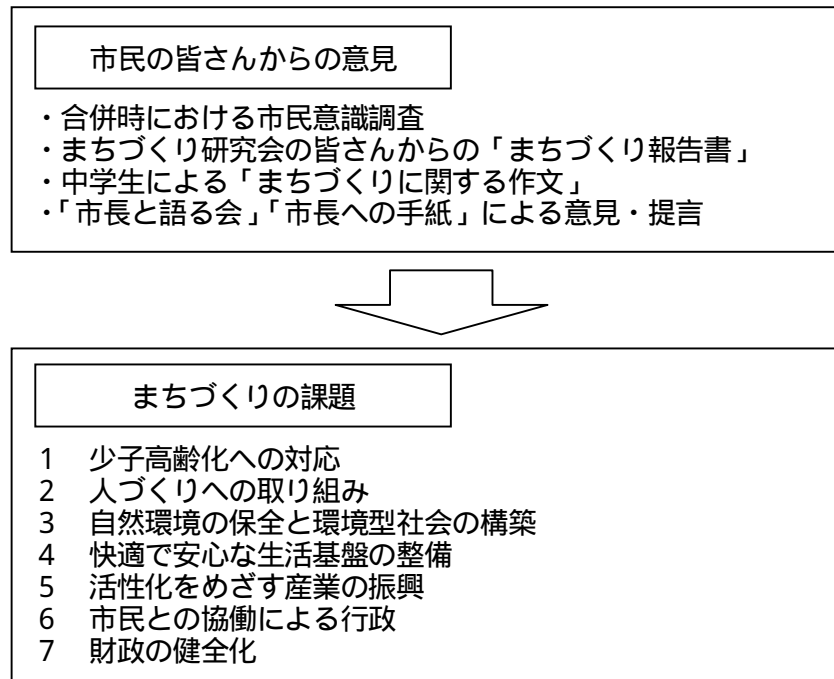 市民の皆さんからの意見
・合併時における市民意識調査
・まちづくり研究会の皆さんからの「まちづくり報告書」
・中学生による「まちづくりに関する作文」
・「市長と語る会」「市長への手紙」による意見・提言
まちづくりの課題
1 少子高齢化への対応
2 人づくりへの取り組み
3 自然環境の保全と環境型社会の構築
4 快適で安心な生活基盤の整備
5 活性化をめざす産業の振興
6 市民との協働による行政
7 財政の健全化